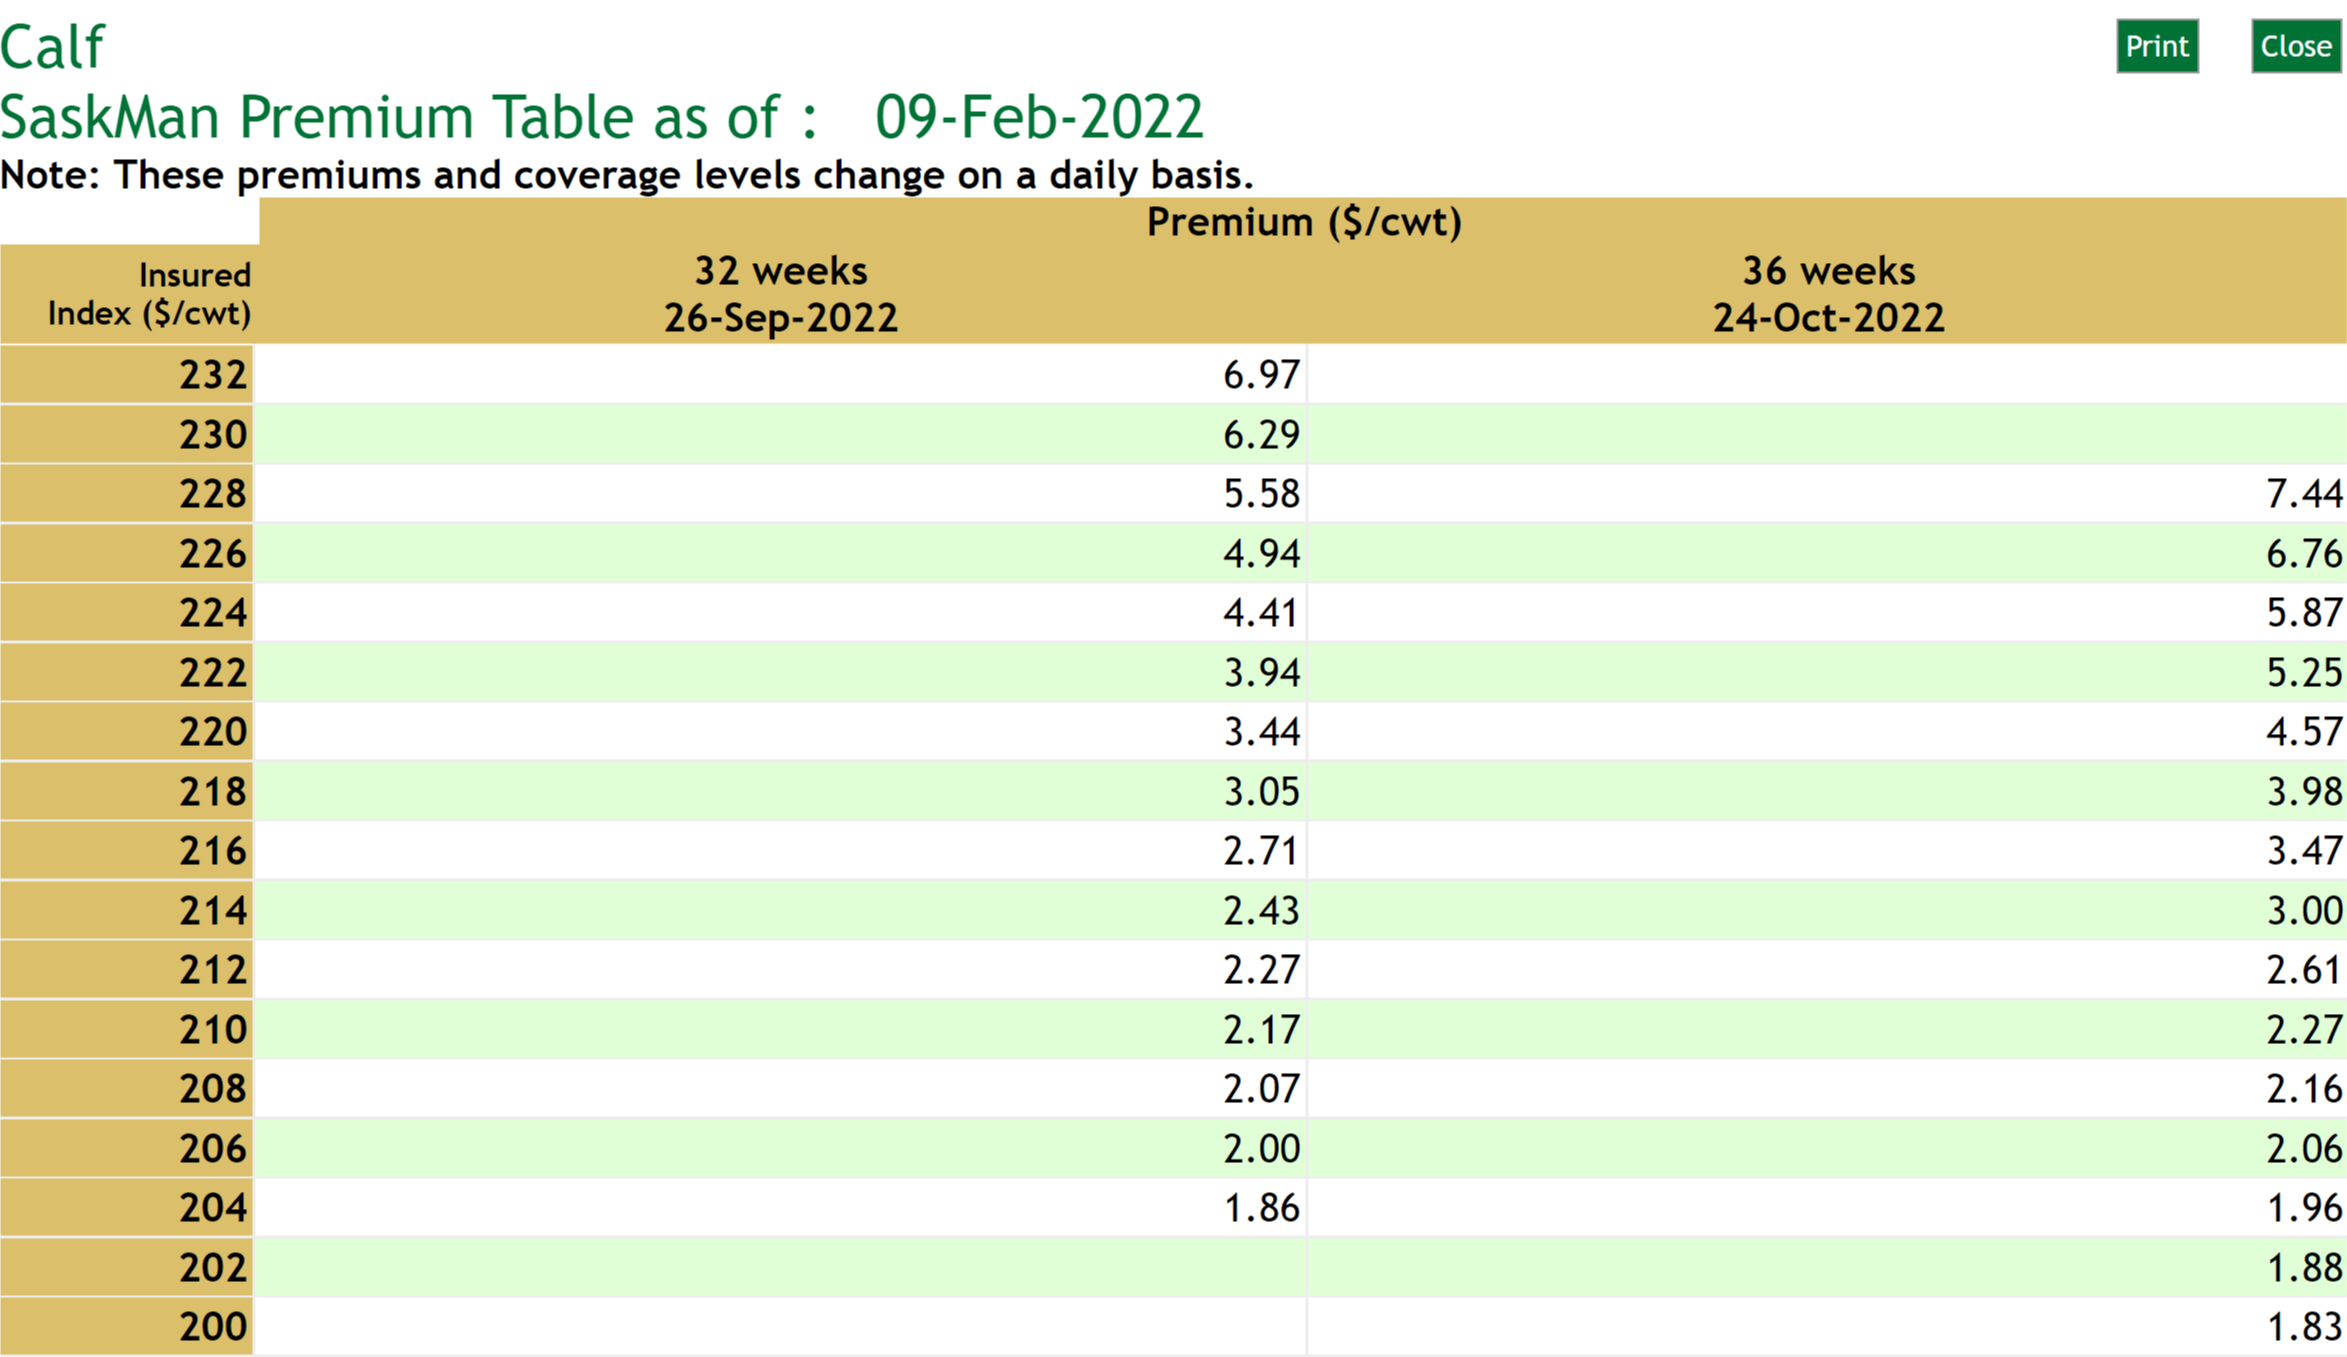 Calf
Print Close
SaskMan Premium Table as of : 09-Feb-2022
Note: These premiums and coverage levels change on a daily basis.
Premium ($/cwt)
Insured Index ($/cwt) 32 weeks 26-Sep-2022 36 weeks 24-Oct-2022
232 6.97
230 6.29
228 5.58 7.44
226 4.94 6.76
224 4.41 5.87
222 3.94 5.25
220 3.44 4.57
218 3.05 3.98
216 2.71 3.47
214 2.43 3.00
212 2.27 2.61
210 2.17 2.27
208 2.07 2.16
206 2.00 2.06
204 1.86 1.96
202 1.88
200 1.83